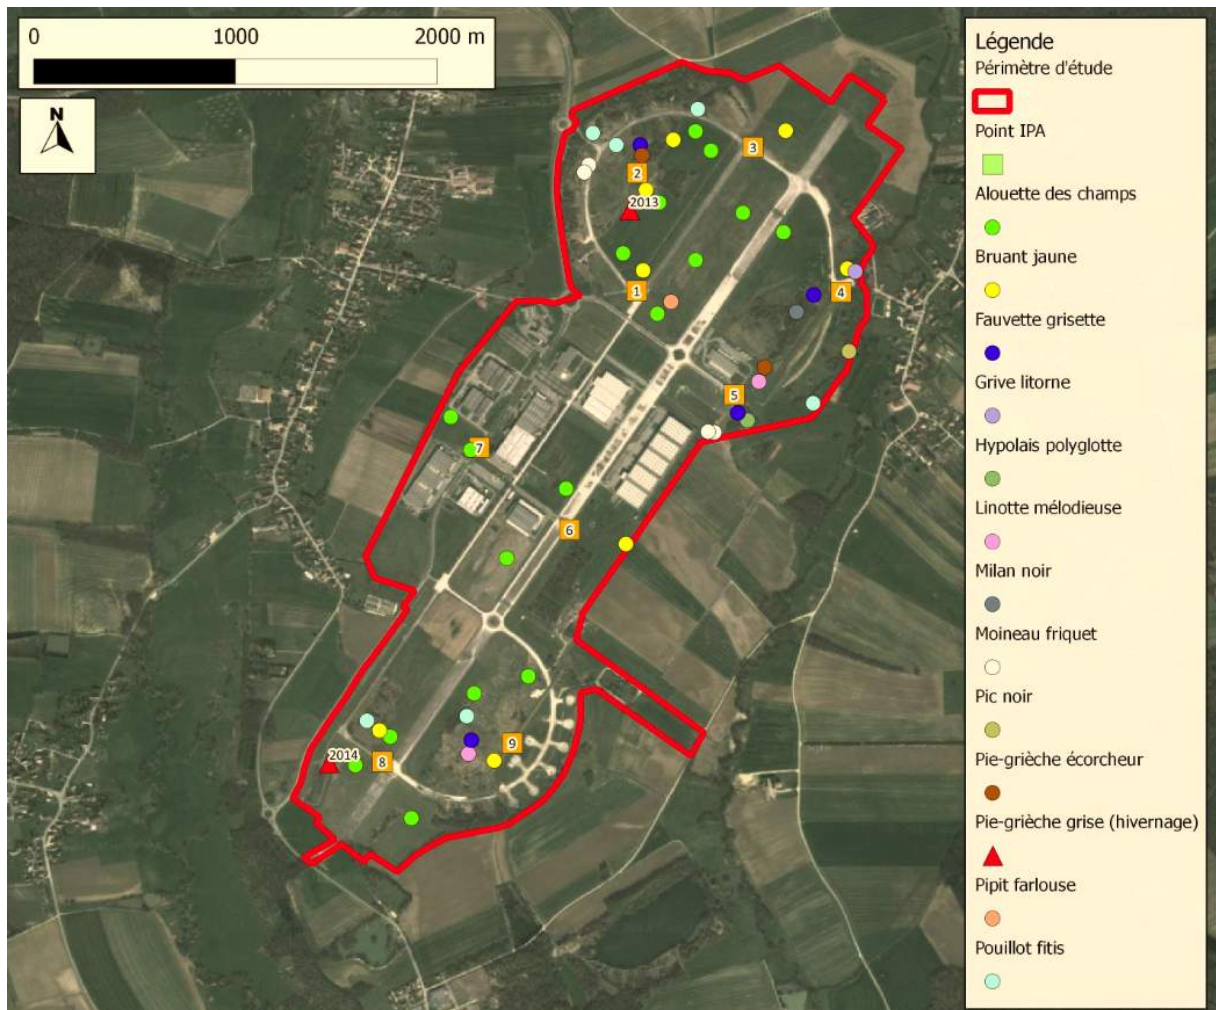 0 1000 2000 m
N
Légende
Périmètre d'étude
Point IPA
Alouette des champs
Bruant jaune
Fauvette grisette
Grive litorne
Hypolais polyglotte
Linotte mélodieuse
Milan noir
Moineau friquet
Pic noir
Pie-grièche écorcheur
Pie-grièche grise (hivernage)
Pipit farlouse
Pouillot fitis
3
2
2013
1
4
5
7
6
9
2014
8